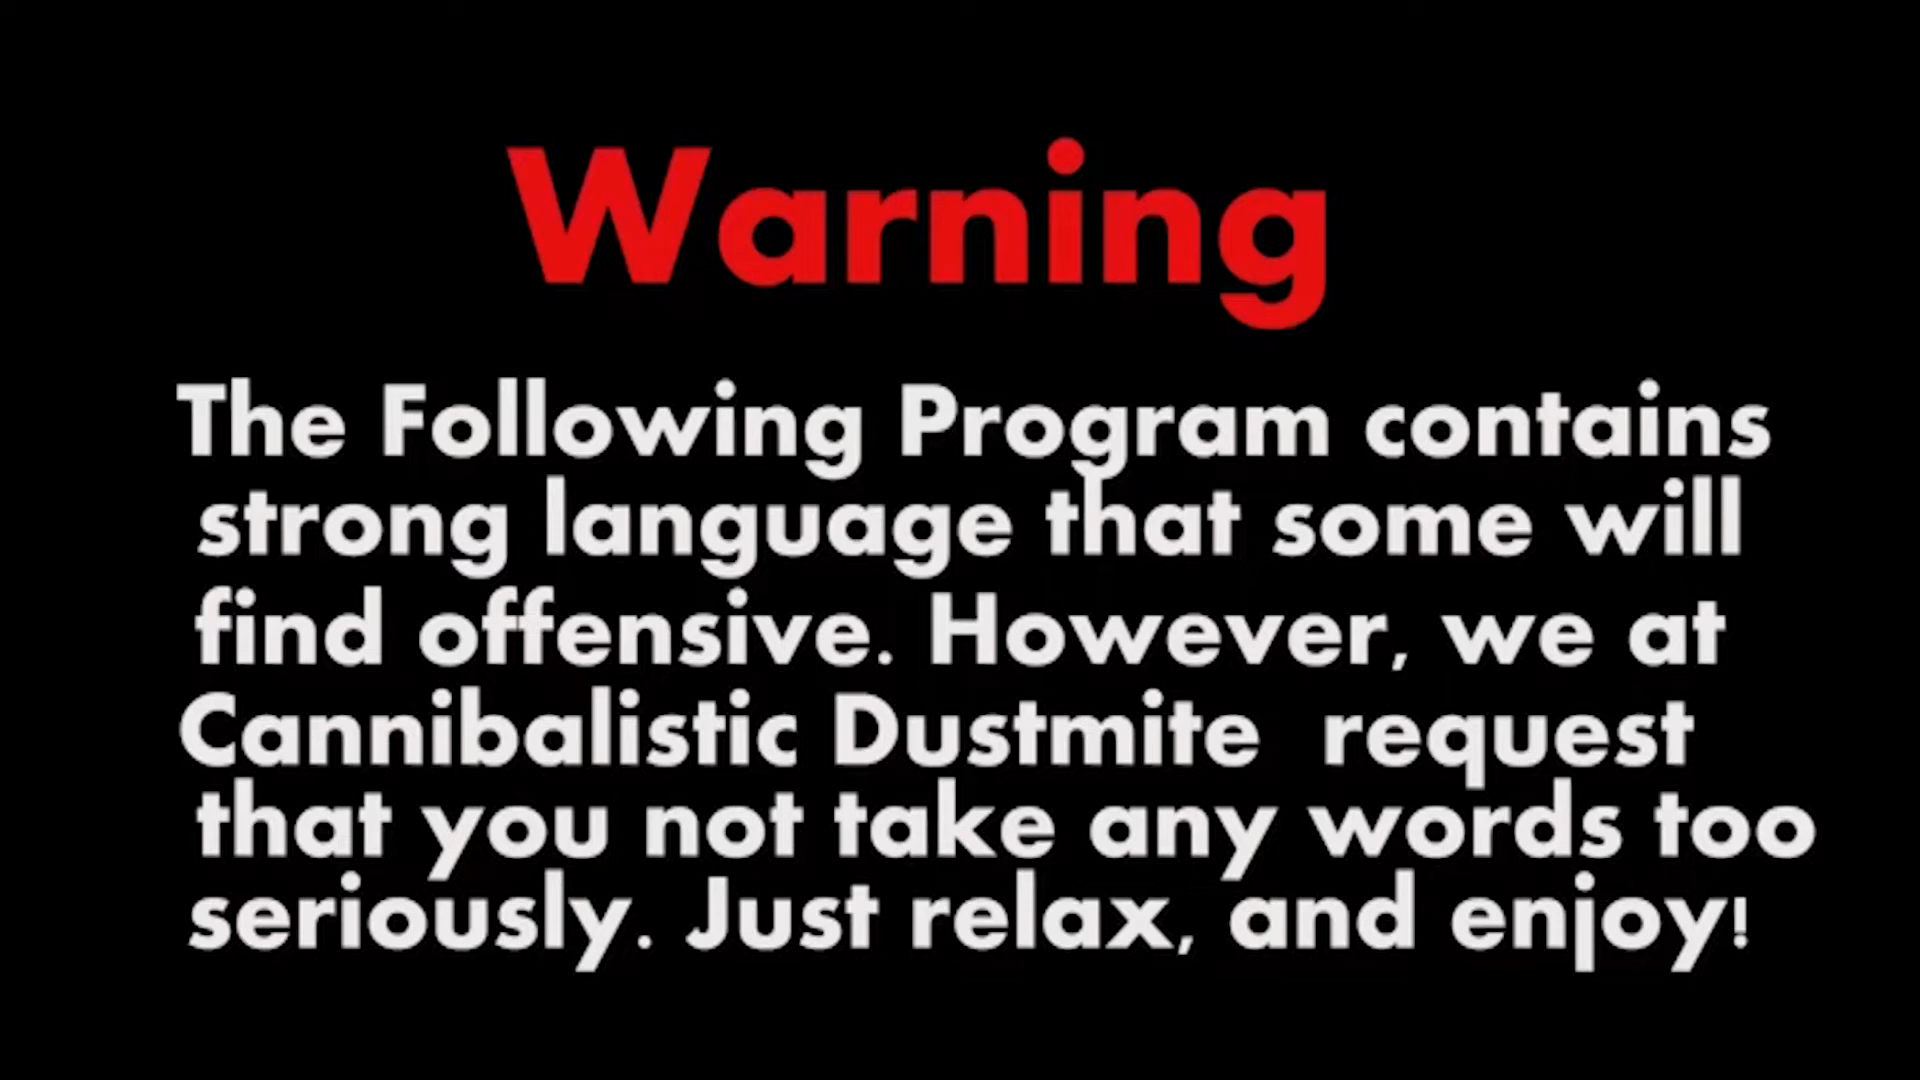 Warning
The Following Program contains
strong language that some will
find offensive. However, we at
Cannibalistic Dustmite request
that you not take any words too
seriously. Just relax, and enjoy!